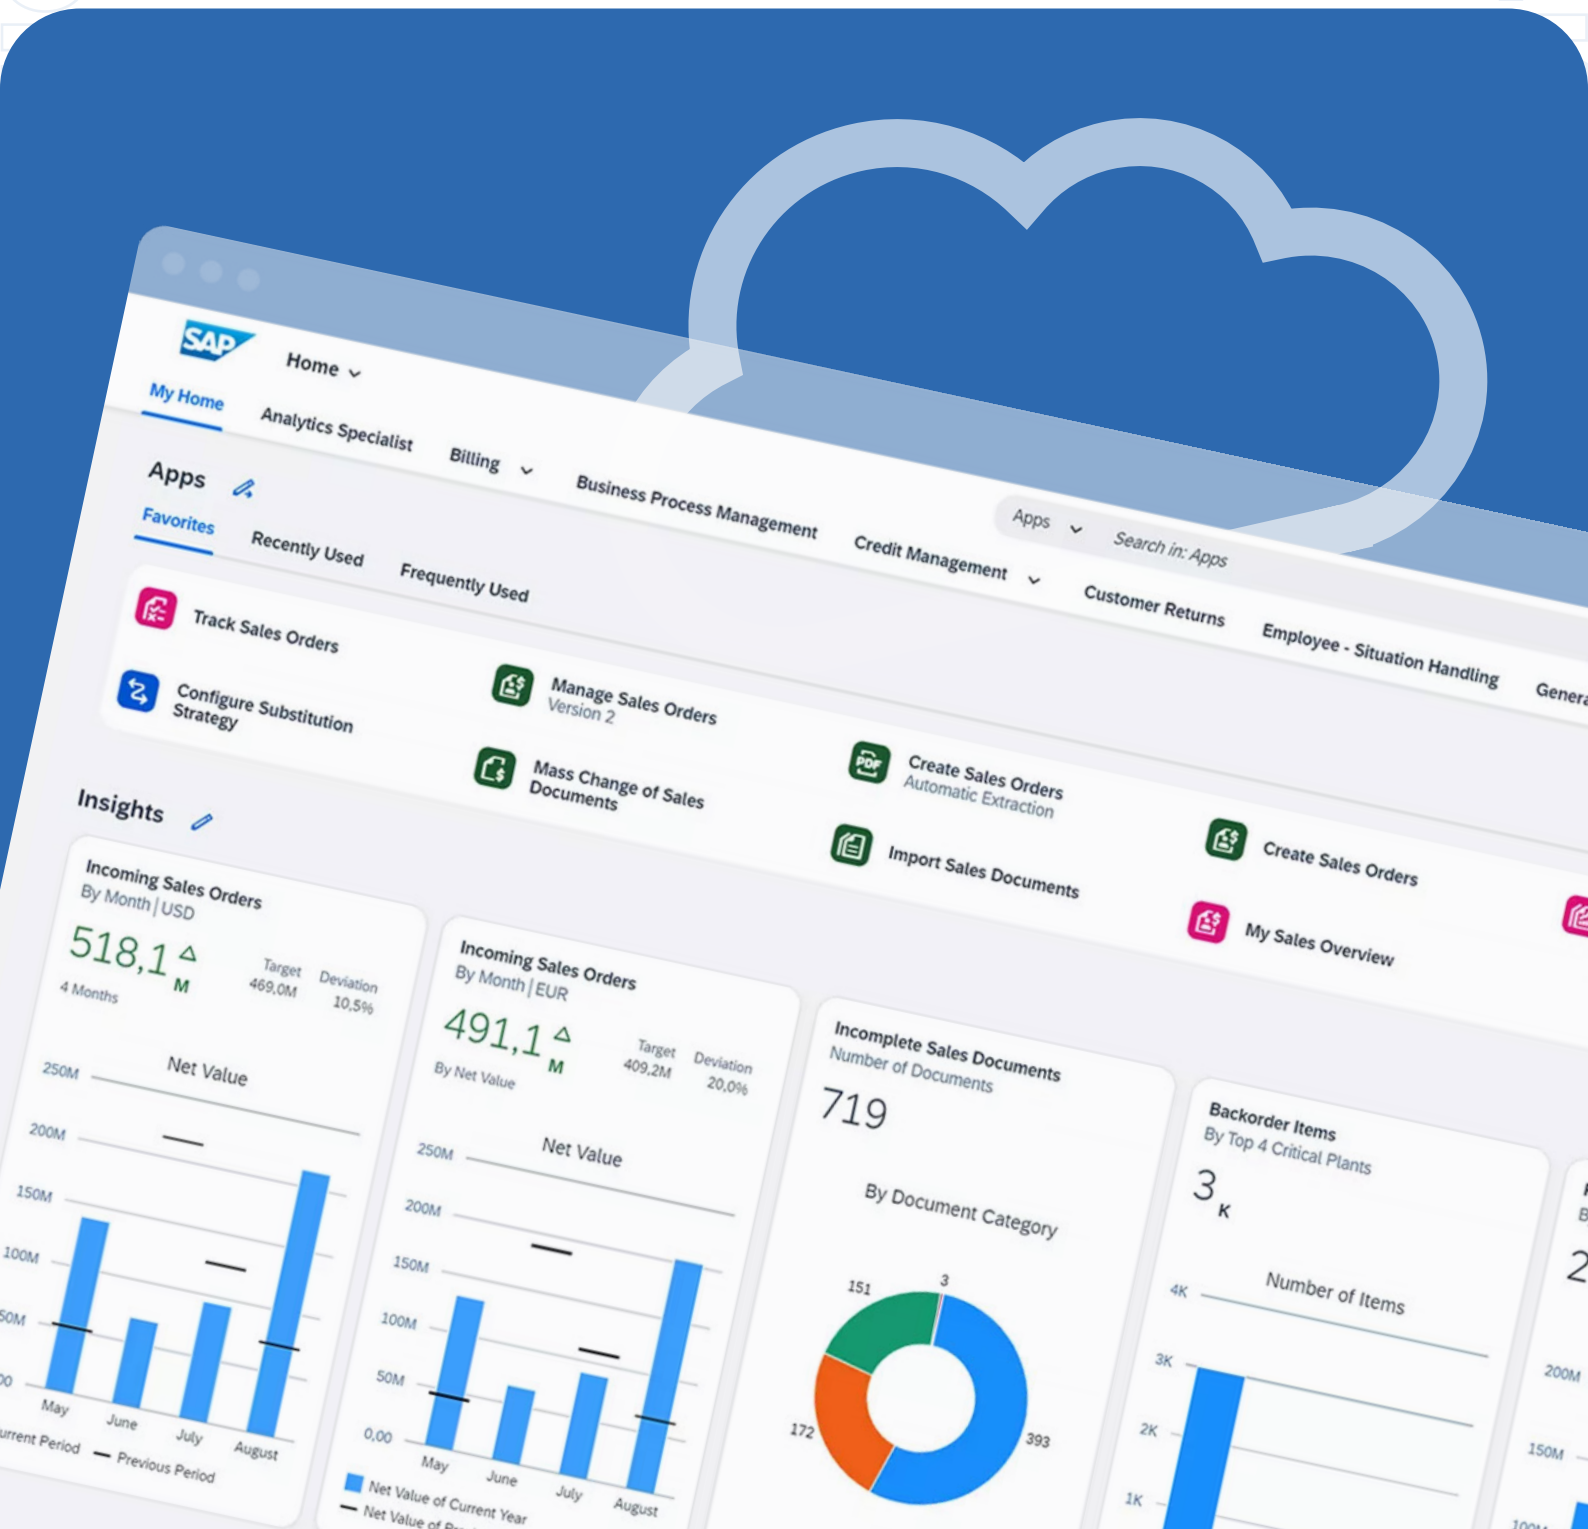 SAP
Home
My Home
Analytics Specialist
Billing
Business Process Management
Credit Management
Customer Returns
Employee - Situation Handling
Apps
Search in: Apps
Apps
Favorites
Recently Used
Frequently Used
Track Sales Orders
Manage Sales Orders
Version 2
PDF
Create Sales Orders
Automatic Extraction
Create Sales Orders
Configure Substitution
Strategy
Mass Change of Sales
Documents
Import Sales Documents
My Sales Overview
Insights
Incoming Sales Orders
By Month | USD
518,1
M
4 Months
Target
469,0M
Deviation
10,5%
Net Value
250M
200M
150M
100M
50M
May
June
July
August
Period
Previous Period
Incoming Sales Orders
By Month | EUR
491,1
M
By Net Value
Target
409,2M
Deviation
20,0%
Net Value
250M
200M
150M
100M
50M
0,00
May
June
July
August
Net Value of Current Year
Net Value of
Incomplete Sales Documents
Number of Documents
719
By Document Category
151
3
172
393
Backorder Items
By Top 4 Critical Plants
3
K
Number of Items
4K
3K
2K
1K
200M
150M
100M